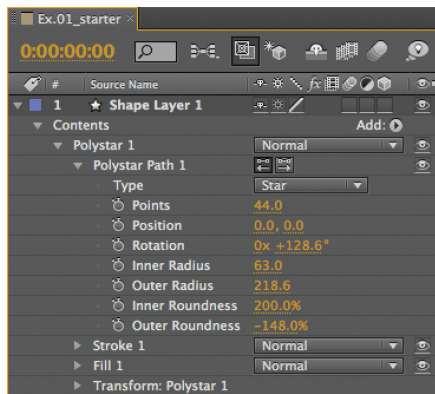 Ex.01_starter ×
0:00:00:00
# Source Name fx
1 Shape Layer 1
Contents Add:
Polystar 1 Normal
Polystar Path 1
Type Star
Points 44.0
Position 0.0, 0.0
Rotation 0x +128.6°
Inner Radius 63.0
Outer Radius 218.6
Inner Roundness 200.0%
Outer Roundness -148.0%
Stroke 1 Normal
Fill 1 Normal
Transform: Polystar 1